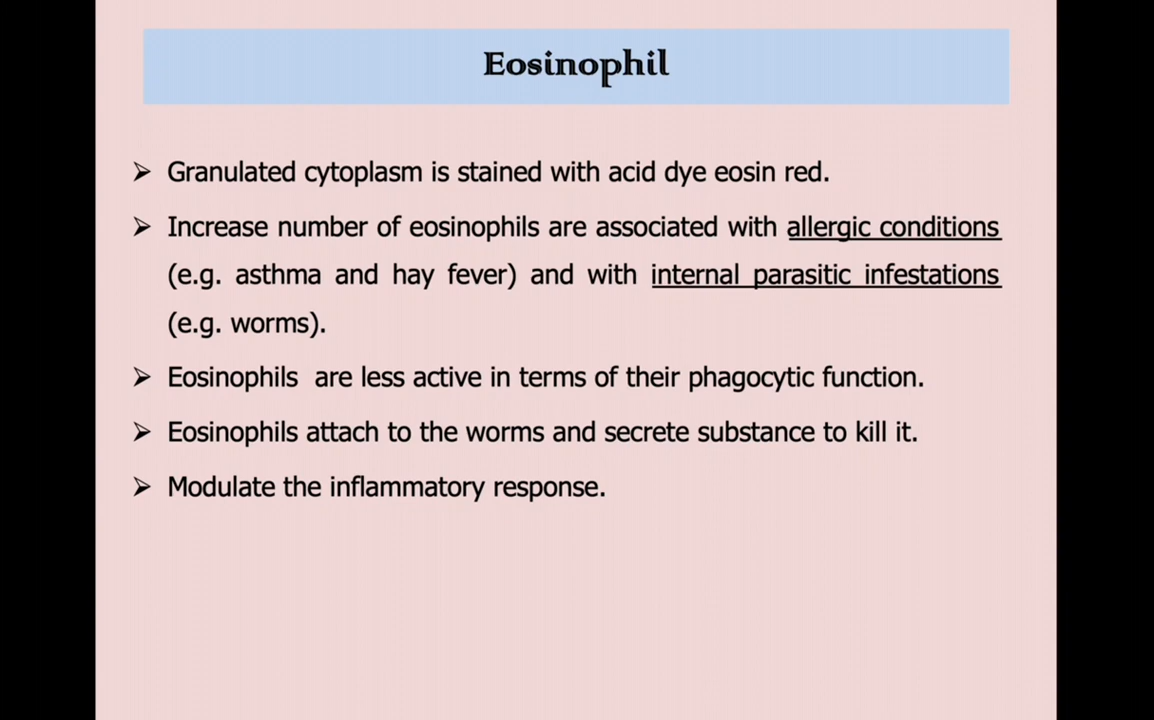 Eosinophil
➢ Granulated cytoplasm is stained with acid dye eosin red.
➢ Increase number of eosinophils are associated with allergic conditions
(e.g. asthma and hay fever) and with internal parasitic infestations
(e.g. worms).
➢ Eosinophils are less active in terms of their phagocytic function.
➢ Eosinophils attach to the worms and secrete substance to kill it.
➢ Modulate the inflammatory response.